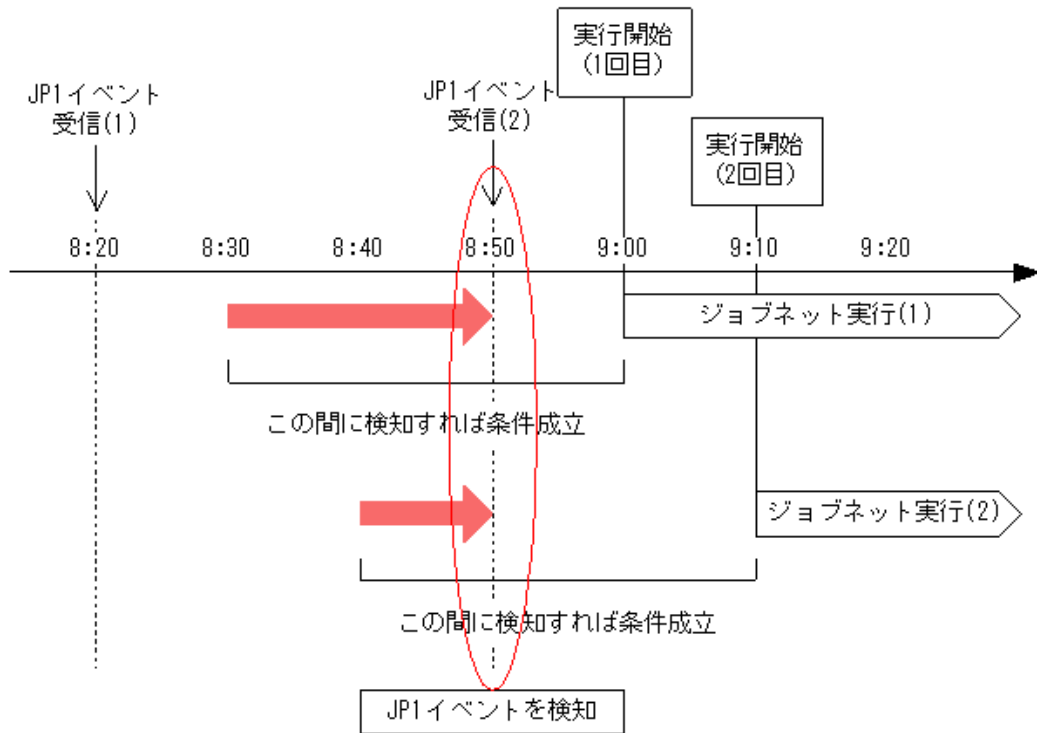 実行開始
(1回目)
JP1イベント
受信(1)
JP1イベント
受信(2)
実行開始
(2回目)
8:20
8:30
8:40
8:50
9:00
9:10
9:20
ジョブネット実行(1)
この間に検知すれば条件成立
ジョブネット実行(2)
この間に検知すれば条件成立
JP1イベントを検知